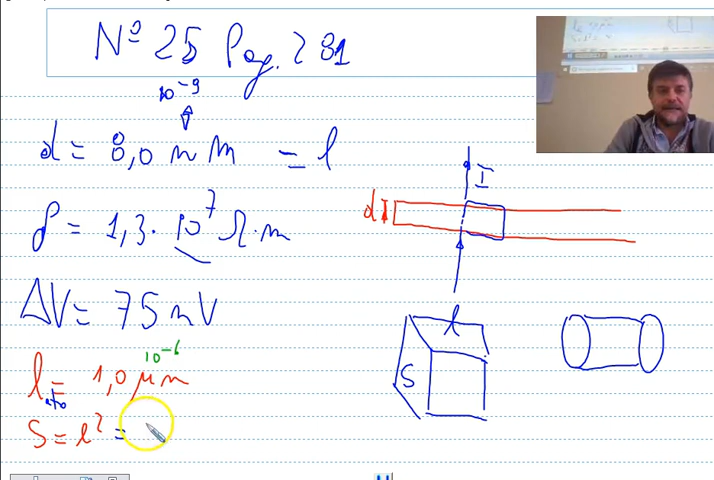 Nº 25 Pag. 281
10⁻⁹
d = 8,0 n m = l
ρ = 1,3 · 10⁷ Ω·m
ΔV = 75 mV
10⁻⁶
l = 1,0 μm
S = l² =
I
d
l
S